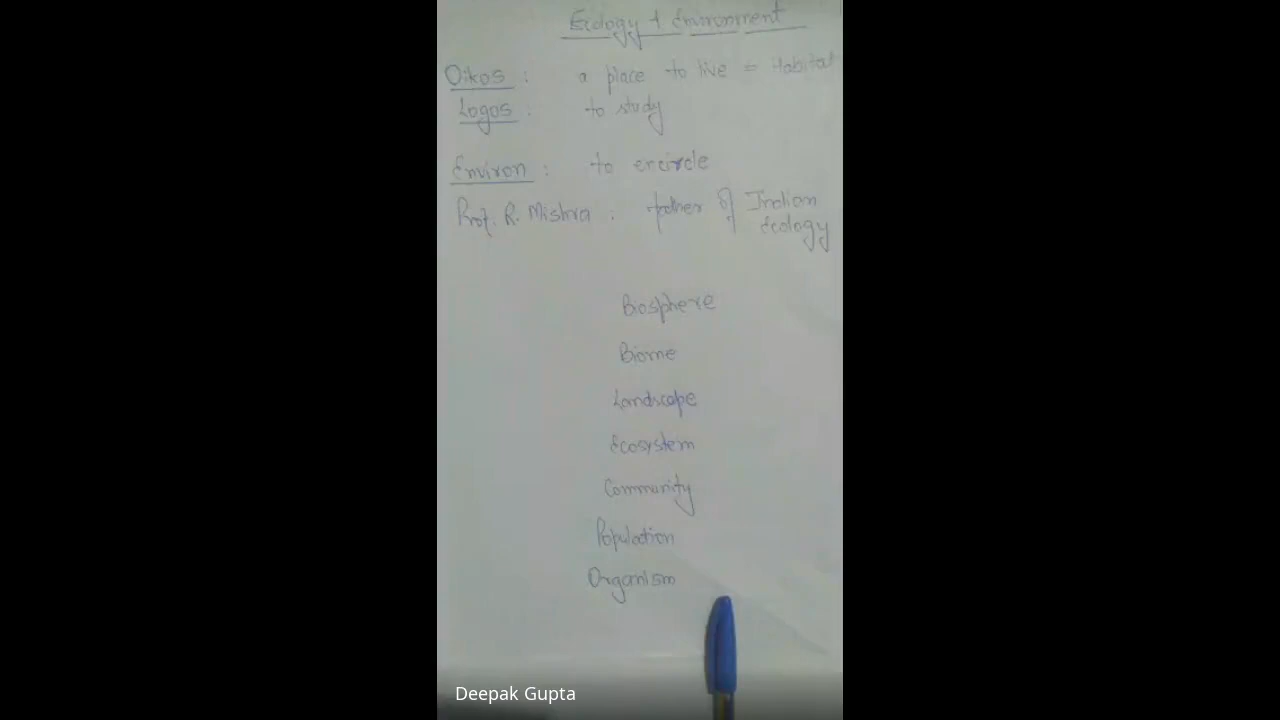 Ecology & Environment
Oikos : a place to live = Habitat
Logos : to study
Environ : to encircle
Prof. R. Mishra : father of Indian
Ecology
Biosphere
Biome
Landscape
Ecosystem
Community
Population
Organism
Deepak Gupta